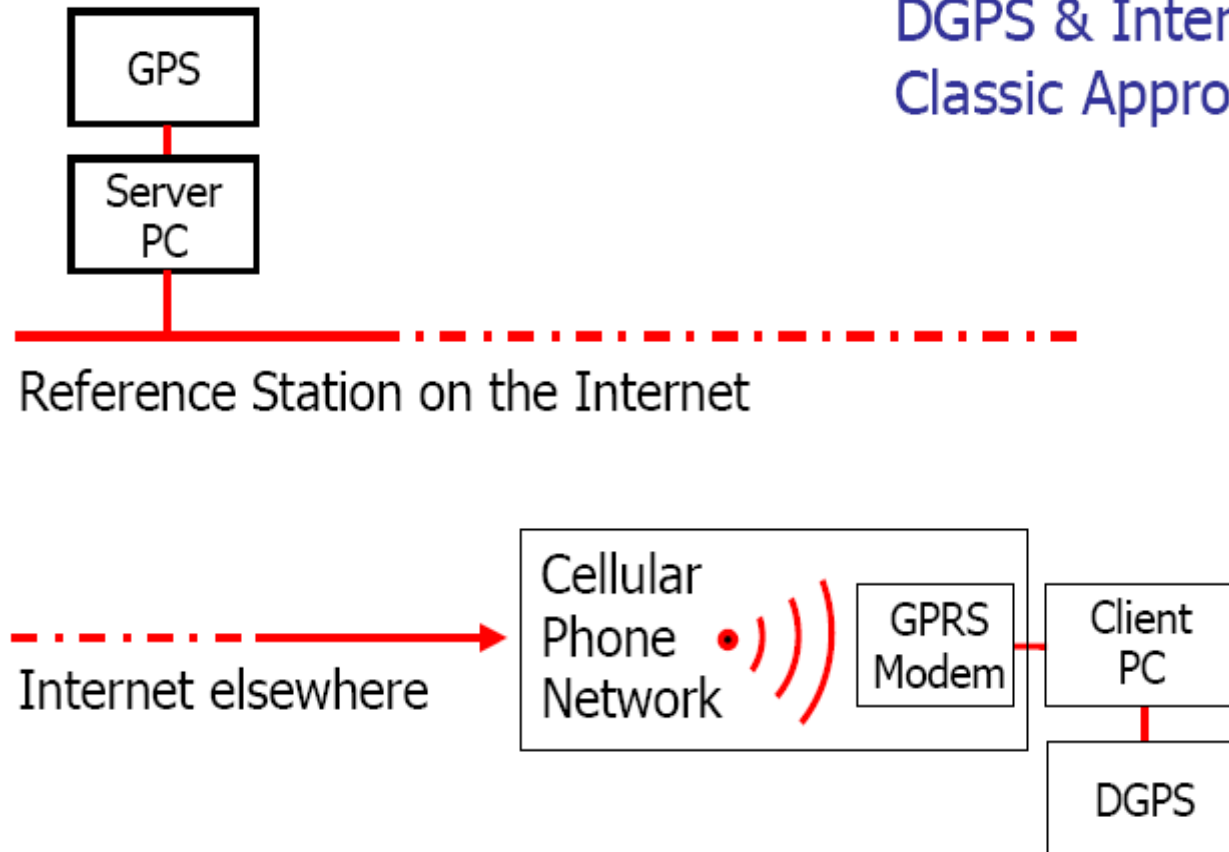 DGPS & Inter
Classic Appro
GPS
Server
PC
Reference Station on the Internet
Cellular
Phone
Network
GPRS
Modem
Client
PC
Internet elsewhere
DGPS